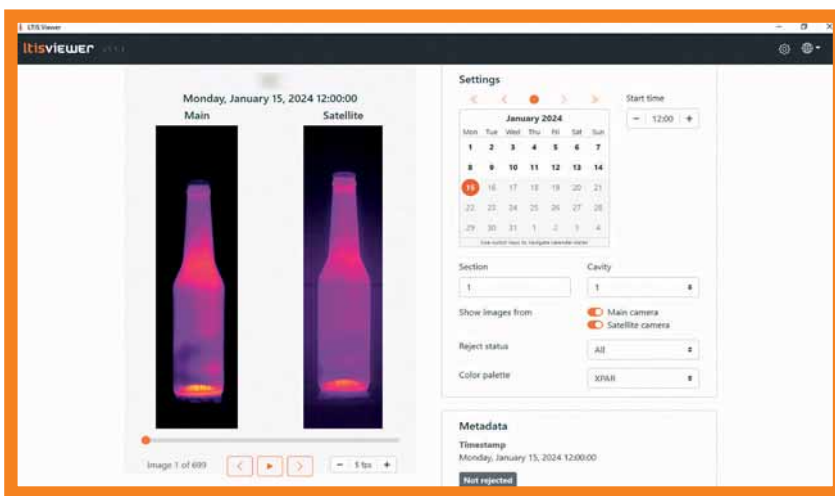 LTIS Viewer
ltisviewer
Monday, January 15, 2024 12:00:00
Main Satellite
Image 1 of 699
5 fps
Settings
Start time
12:00
January 2024
Mon Tue Wed Thu Fri Sat Sun
1 2 3 4 5 6 7
8 9 10 11 12 13 14
15 16 17 18 19 20 21
22 23 24 25 26 27 28
29 30 31 1 2 3 4
Section Cavity
1 1
Show images from Main camera
Satellite camera
Reject status All
Color palette XPAR
Metadata
Timestamp
Monday, January 15, 2024 12:00:00
Not rejected